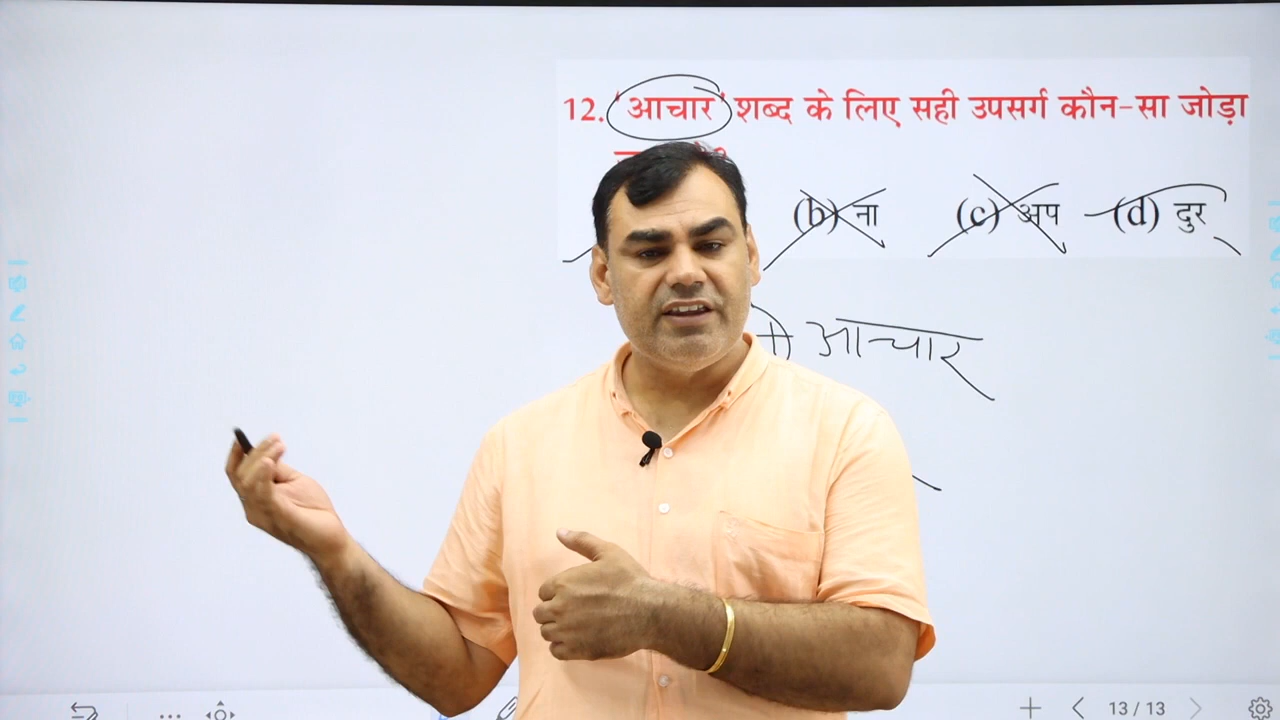 12. 'आचार' शब्द के लिए सही उपसर्ग कौन-सा जोड़ा
(b) ना (c) अप (d) दुर
+ आचार
13 / 13